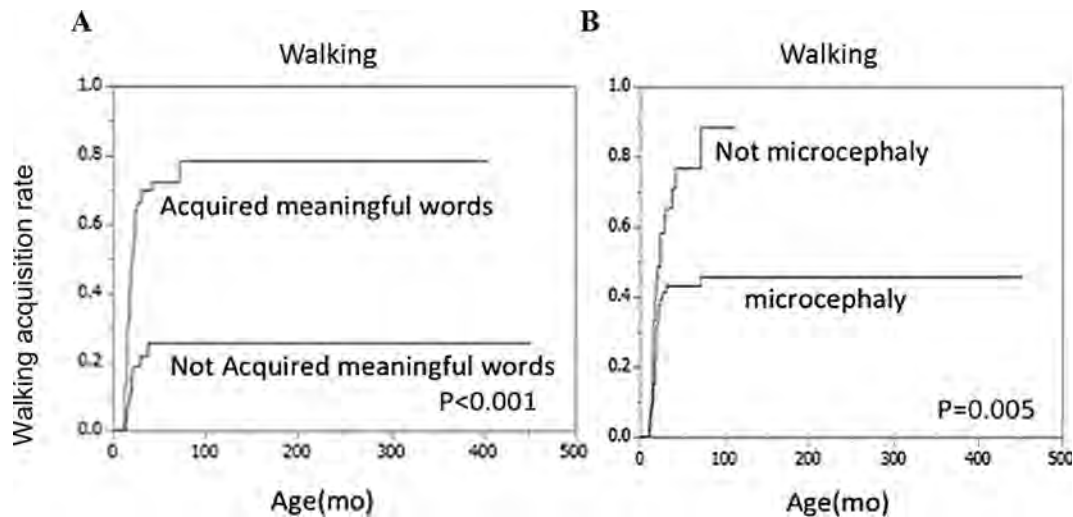 A
Walking
Walking acquisition rate
1.0
0.8
0.6
0.4
0.2
0.0
Acquired meaningful words
Not Acquired meaningful words
P<0.001
0 100 200 300 400 500
Age(mo)
B
Walking
1.0
0.8
0.6
0.4
0.2
0.0
Not microcephaly
microcephaly
P=0.005
0 100 200 300 400 500
Age(mo)